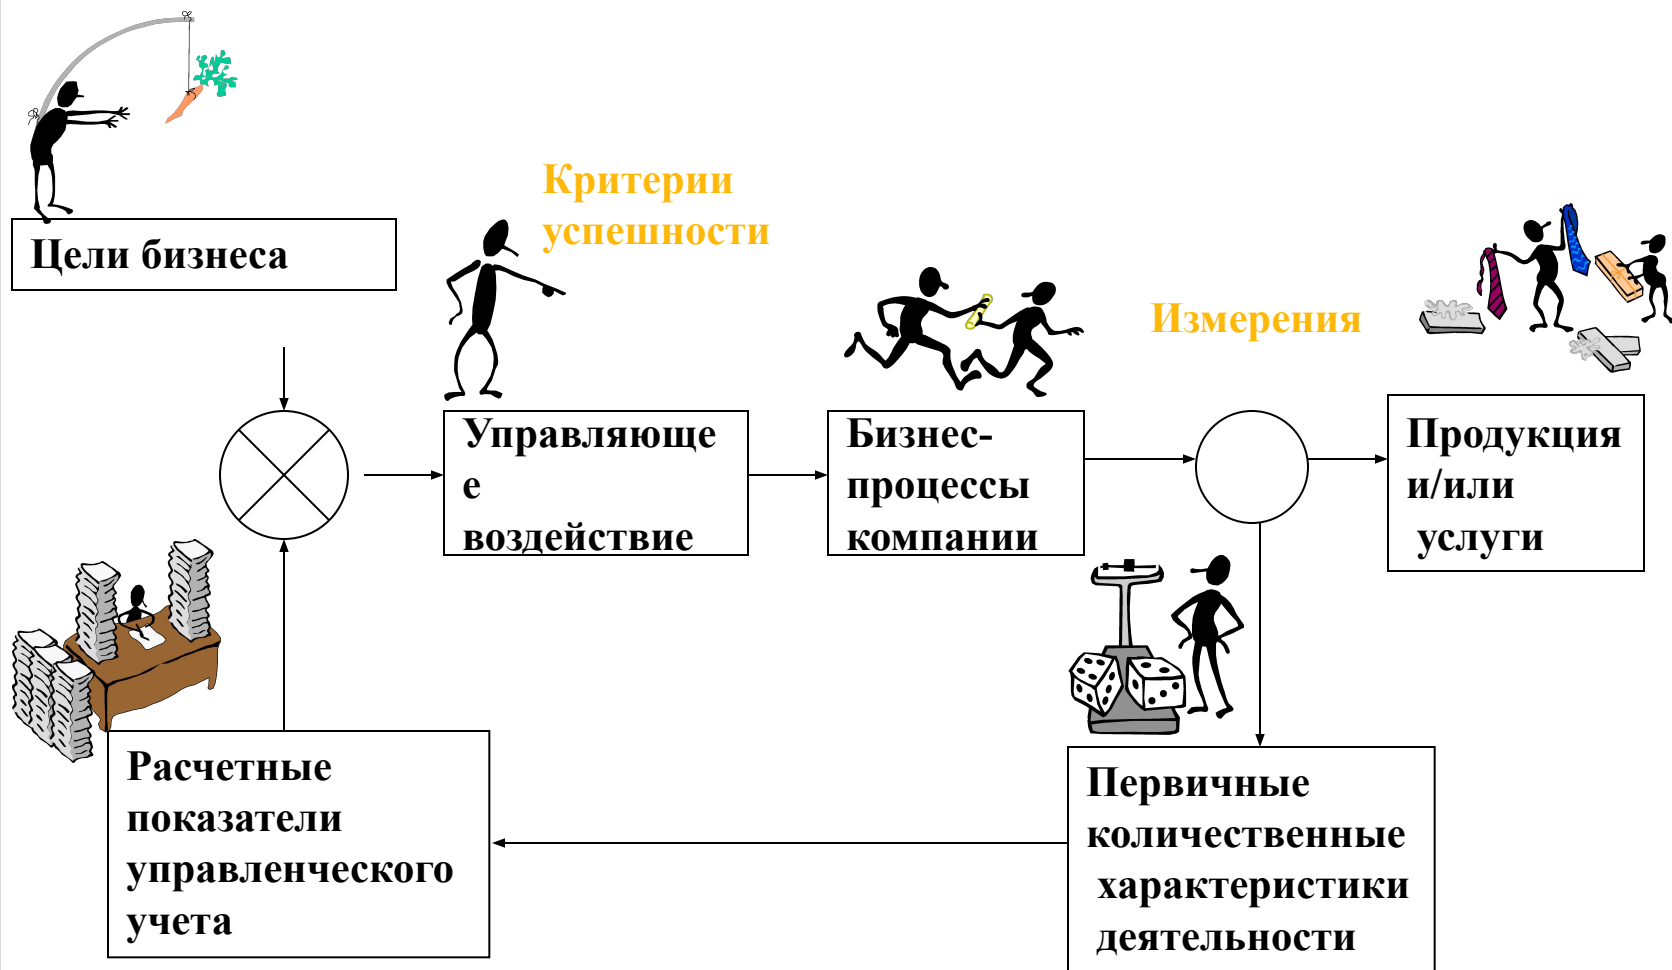 Критерии
успешности
Цели бизнеса
Измерения
Управляюще
е
воздействие
Бизнес-
процессы
компании
Продукция
и/или
услуги
Расчетные
показатели
управленческого
учета
Первичные
количественные
характеристики
деятельности